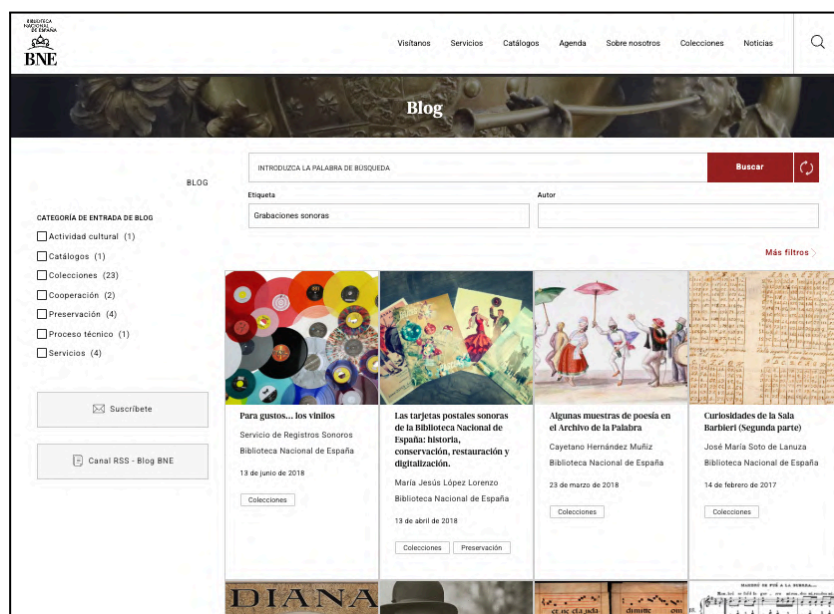 BIBLIOTECA
NACIONAL
DE ESPAÑA
BNE
Visítanos Servicios Catálogos Agenda Sobre nosotros Colecciones Noticias
Blog
BLOG
CATEGORÍA DE ENTRADA DE BLOG
Actividad cultural (1)
Catálogos (1)
Colecciones (23)
Cooperación (2)
Preservación (4)
Proceso técnico (1)
Servicios (4)
Suscríbete
Canal RSS - Blog BNE
INTRODUZCA LA PALABRA DE BÚSQUEDA
Buscar
Etiqueta
Grabaciones sonoras
Autor
Más filtros
Para gustos... los vinilos
Servicio de Registros Sonoros
Biblioteca Nacional de España
13 de junio de 2018
Colecciones
Las tarjetas postales sonoras
de la Biblioteca Nacional de
España: historia,
conservación, restauración y
digitalización.
María Jesús López Lorenzo
Biblioteca Nacional de España
13 de abril de 2018
Colecciones Preservación
Algunas muestras de poesía en
el Archivo de la Palabra
Cayetano Hernández Muñiz
Biblioteca Nacional de España
23 de marzo de 2018
Colecciones
Curiosidades de la Sala
Barbieri (Segunda parte)
José María Soto de Lanuza
Biblioteca Nacional de España
14 de febrero de 2017
Colecciones
DIANA